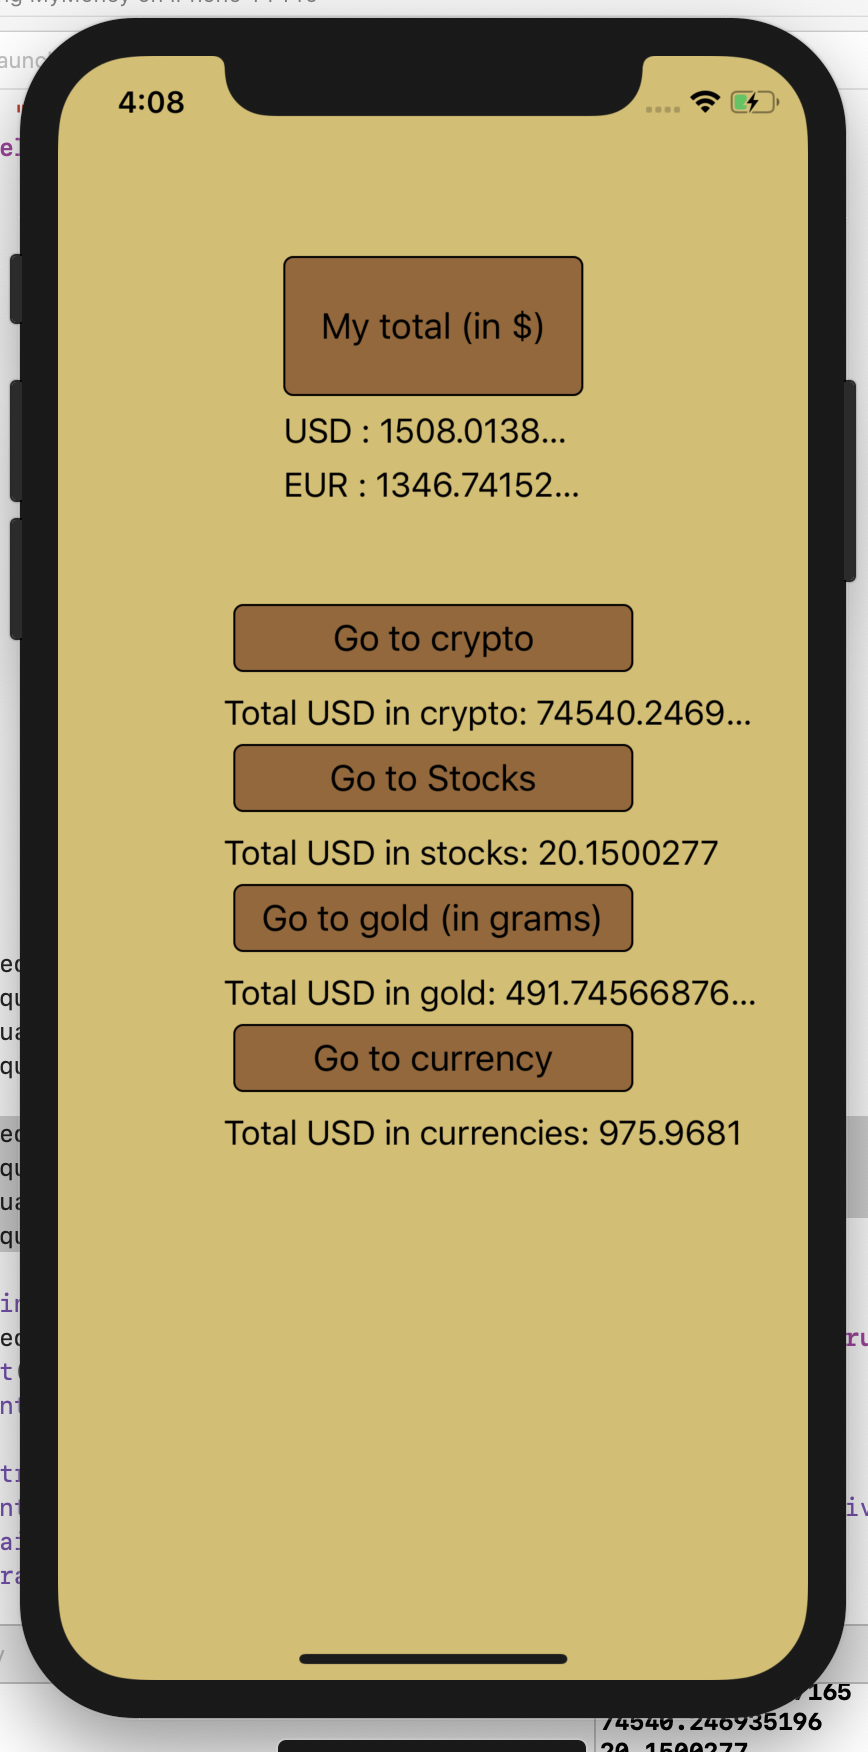 4:08
My total (in $)
USD : 1508.0138...
EUR : 1346.74152...
Go to crypto
Total USD in crypto: 74540.2469...
Go to Stocks
Total USD in stocks: 20.1500277
Go to gold (in grams)
Total USD in gold: 491.74566876...
Go to currency
Total USD in currencies: 975.9681
74540.246935196
20.1500277